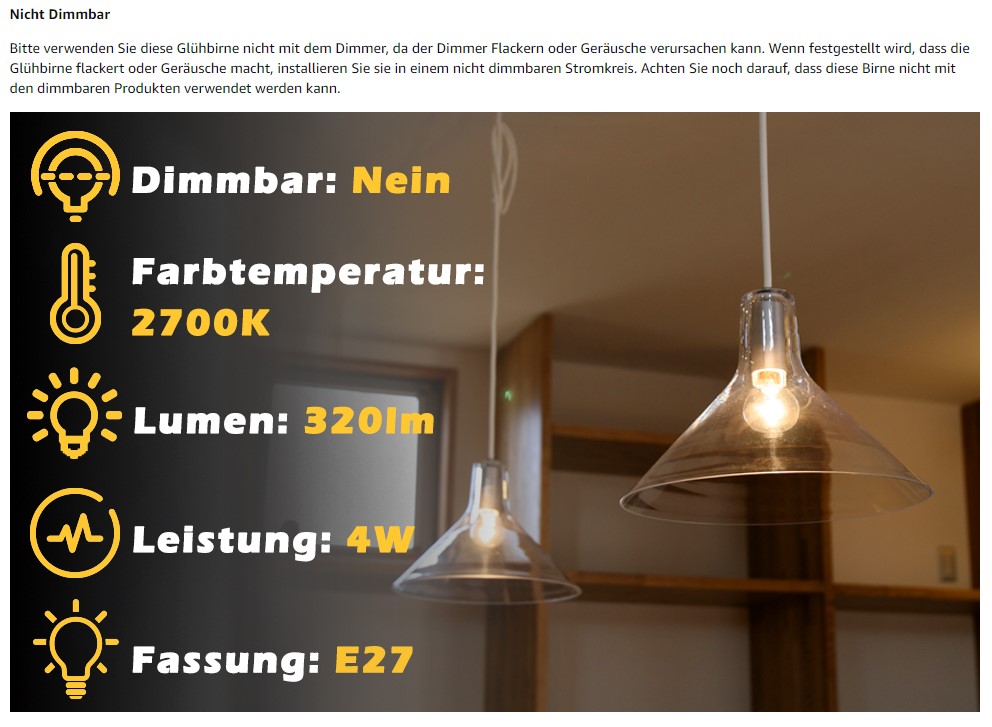 Nicht Dimmbar
Bitte verwenden Sie diese Glühbirne nicht mit dem Dimmer, da der Dimmer Flackern oder Geräusche verursachen kann. Wenn festgestellt wird, dass die
Glühbirne flackert oder Geräusche macht, installieren Sie sie in einem nicht dimmbaren Stromkreis. Achten Sie noch darauf, dass diese Birne nicht mit
den dimmbaren Produkten verwendet werden kann.
Dimmbar: Nein
Farbtemperatur:
2700K
Lumen: 320lm
Leistung: 4W
Fassung: E27